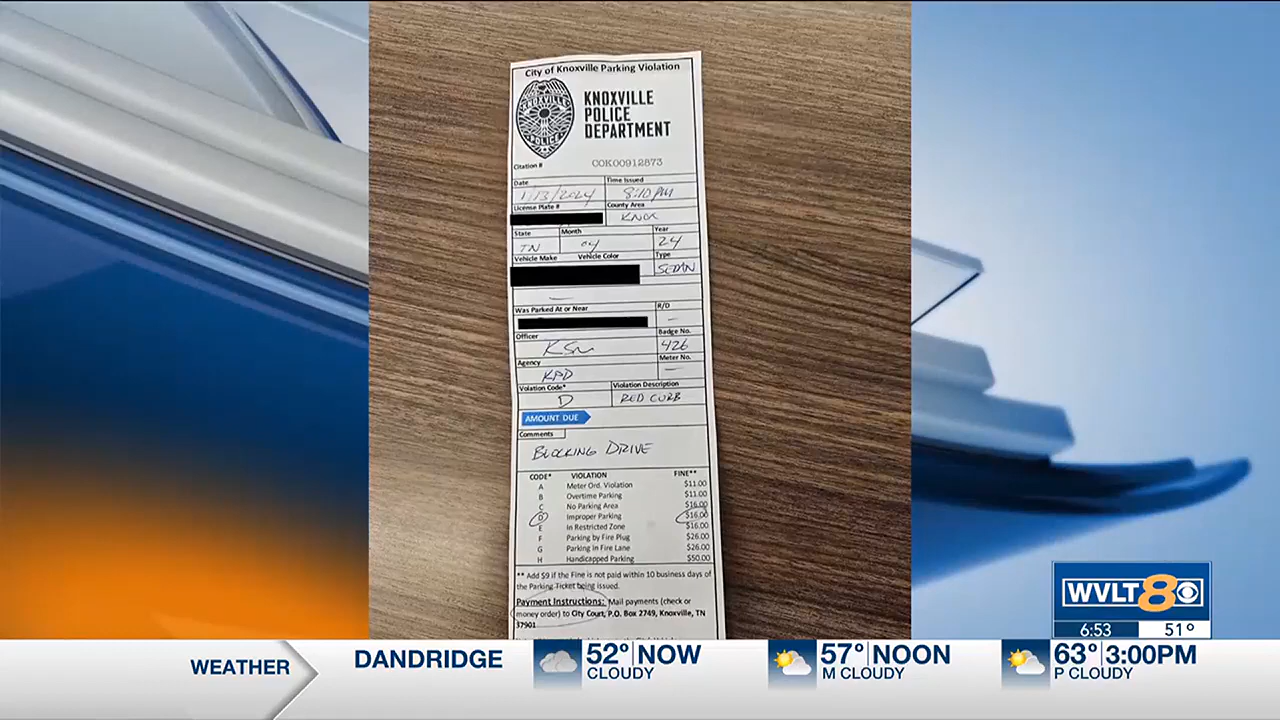 City of Knoxville Parking Violation
KNOXVILLE
POLICE
KNOXVILLE
POLICE
DEPARTMENT
Citation # COK00912873
Date Time Issued
1/13/2024 8:10 PM
License Plate # County Area
KNOX
State Month Year
TN 04 24
Vehicle Make Vehicle Color Type
SEDAN
Was Parked At or Near R/D
Officer Badge No.
426
Agency Meter No.
KPD
Violation Code* Violation Description
D RED CURB
AMOUNT DUE
Comments
BLOCKING DRIVE
CODE* VIOLATION FINE**
A Meter Ord. Violation $11.00
B Overtime Parking $11.00
C No Parking Area $16.00
D Improper Parking $16.00
E In Restricted Zone $16.00
F Parking by Fire Plug $26.00
G Parking In Fire Lane $26.00
H Handicapped Parking $50.00
** Add $9 if the Fine is not paid within 10 business days of
the Parking Ticket being issued.
Payment Instructions: Mail payments (check or
money order) to City Court, P.O. Box 2749, Knoxville, TN
37901
WVLT8
6:53 51°
WEATHER DANDRIDGE 52° NOW CLOUDY 57° NOON M CLOUDY 63° 3:00PM P CLOUDY